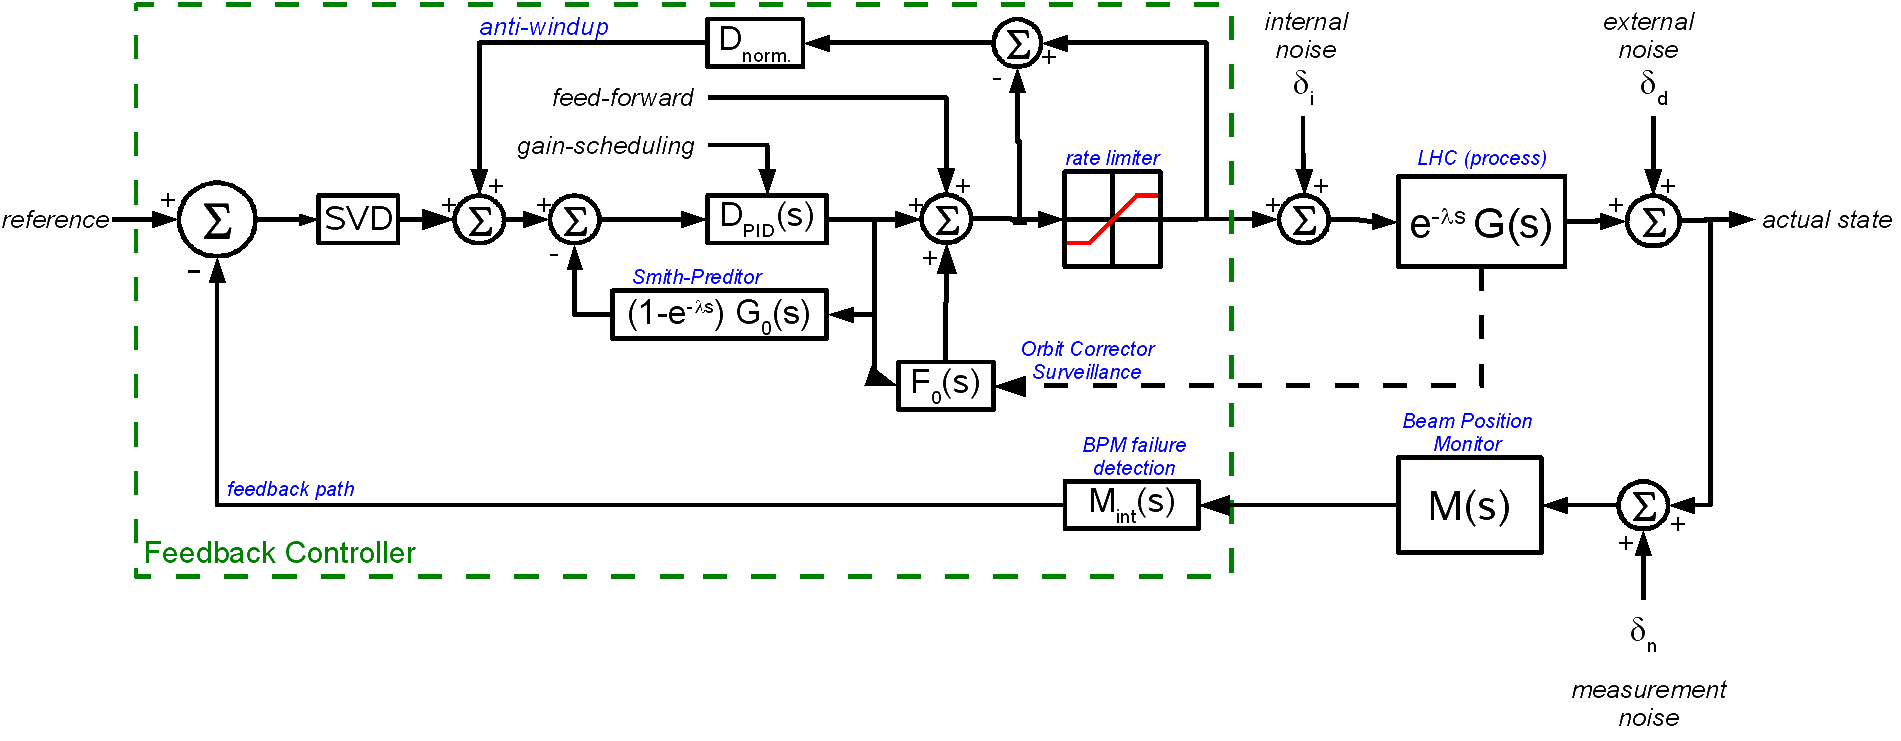 anti-windup
D norm.
Σ
+
-
internal
noise
δi
external
noise
δd
feed-forward
gain-scheduling
rate limiter
LHC (process)
reference
+
Σ
-
SVD
+
+
Σ
+
-
Σ
DPID(s)
+
+
+
Σ
+
+
Σ
e-λs G(s)
+
+
Σ
actual state
Smith-Preditor
(1-e-λs) G0(s)
Orbit Corrector
Surveillance
F0(s)
Beam Position
Monitor
BPM failure
detection
feedback path
Mint(s)
M(s)
Σ
+
+
Feedback Controller
δn
measurement
noise